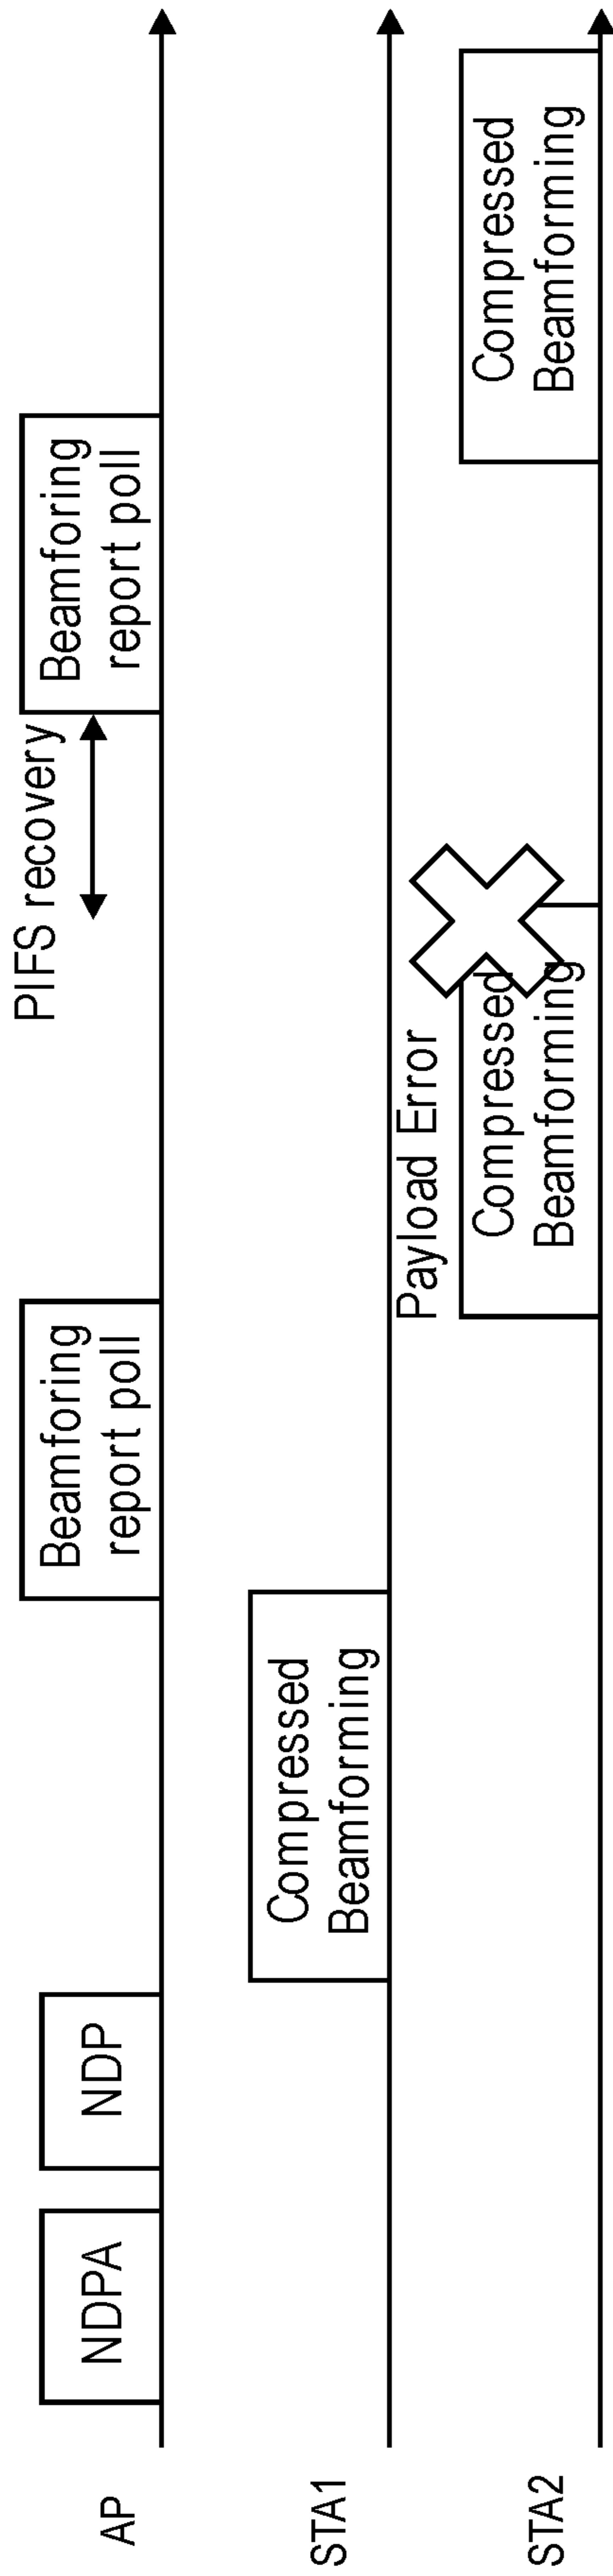 AP
NDPA
NDP
Beamforing
report poll
PIFS recovery
Beamforing
report poll
STA1
Compressed
Beamforming
STA2
Payload Error
Compressed
Beamforming
Compressed
Beamforming